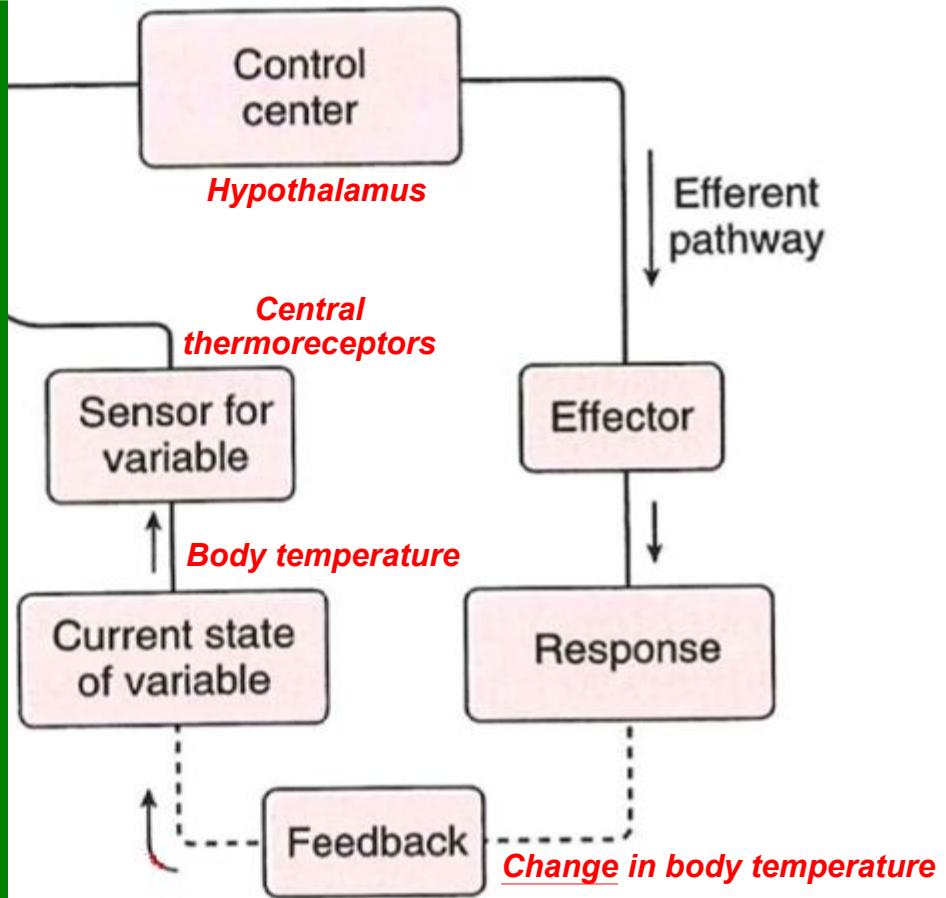 Control
center
Hypothalamus
Efferent
pathway
Central
thermoreceptors
Sensor for
variable
Effector
Body temperature
Current state
of variable
Response
Feedback
Change in body temperature